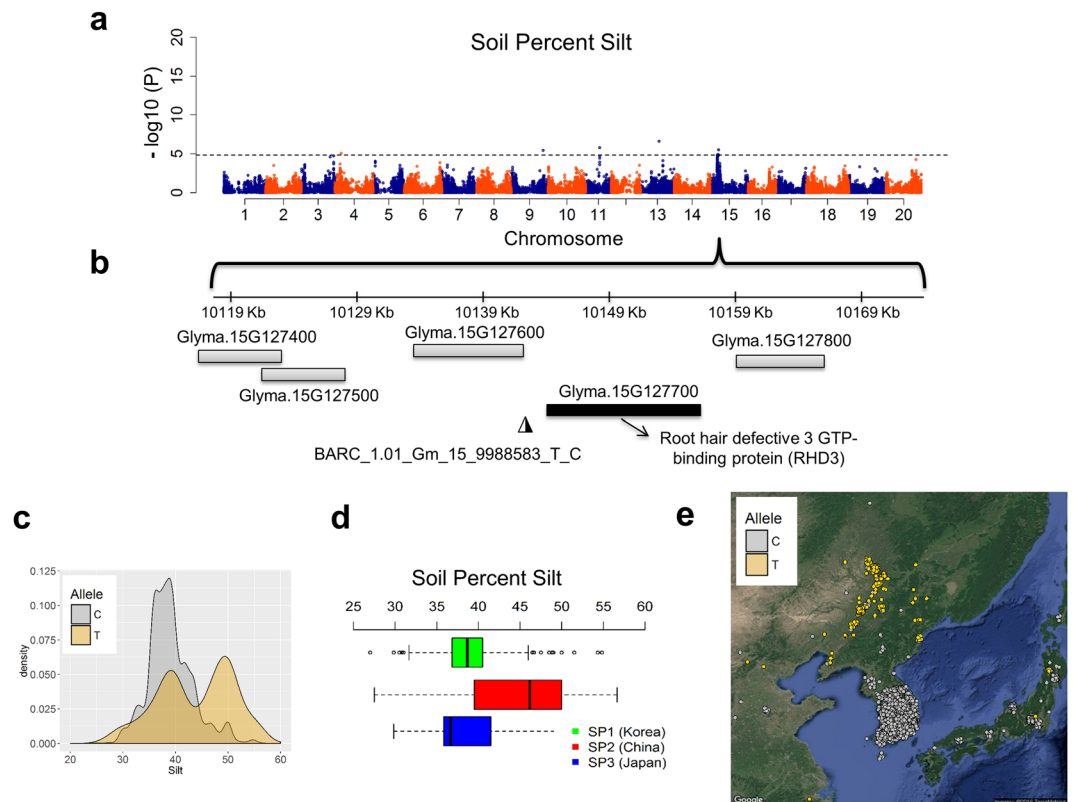 a
Soil Percent Silt
- log10 (P)
20
15
10
5
0
1 2 3 4 5 6 7 8 9 10 11 13 14 15 16 18 19 20
Chromosome
b
10119 Kb 10129 Kb 10139 Kb 10149 Kb 10159 Kb 10169 Kb
Glyma.15G127400
Glyma.15G127500
Glyma.15G127600
Glyma.15G127700
Glyma.15G127800
BARC_1.01_Gm_15_9988583_T_C
Root hair defective 3 GTP-
binding protein (RHD3)
c
Allele
C
T
density
0.125
0.100
0.075
0.050
0.025
0.000
20 30 40 50 60
Silt
d
Soil Percent Silt
25 30 35 40 45 50 55 60
SP1 (Korea)
SP2 (China)
SP3 (Japan)
e
Allele
C
T
Google